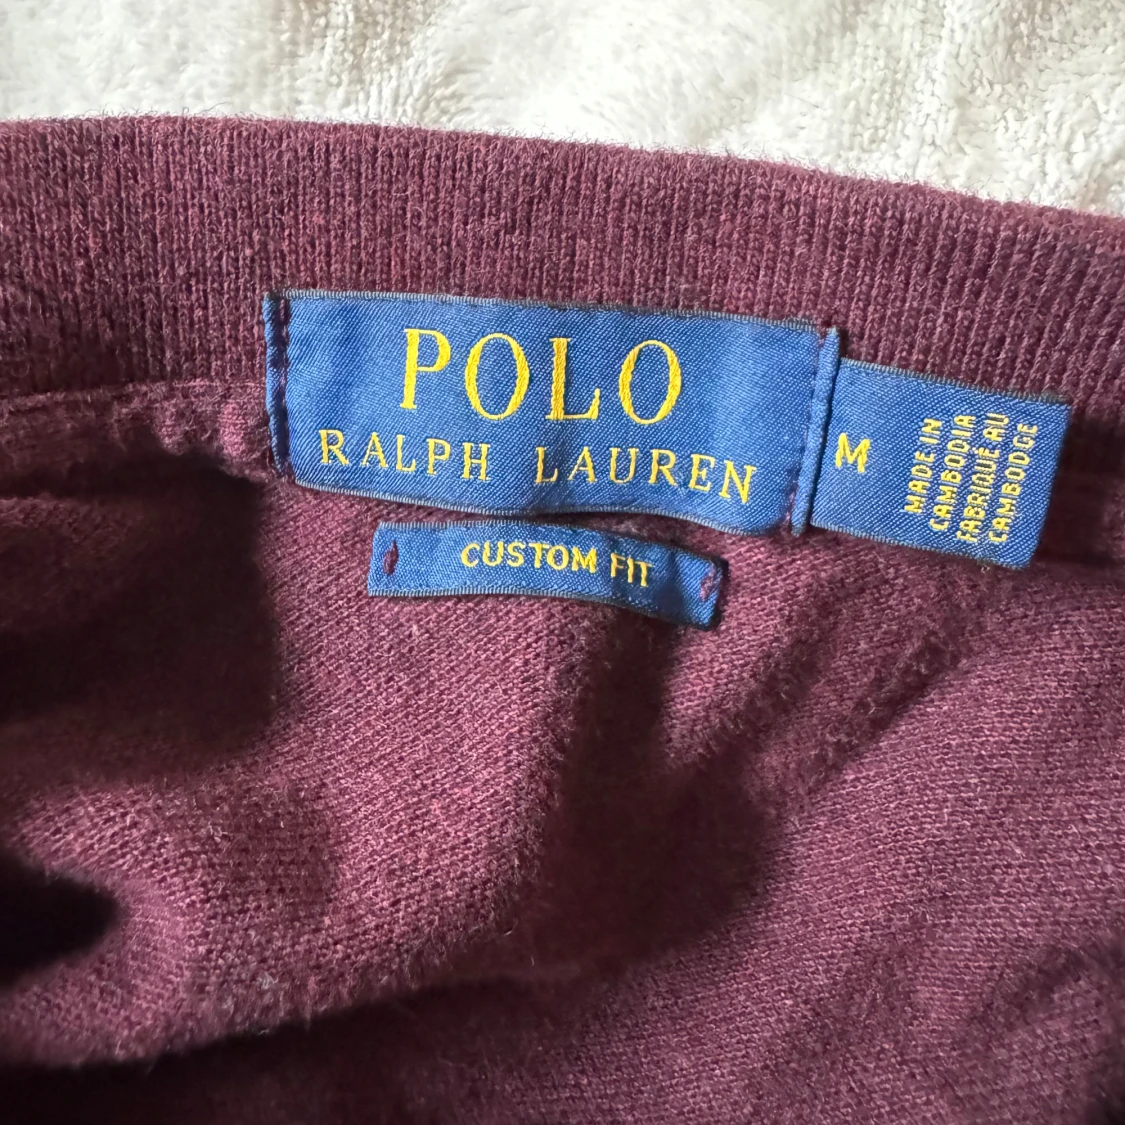 POLO
RALPH LAUREN
CUSTOM FIT
M
MADE IN
CAMBODIA
FABRIQUÉ AU
CAMBODGE